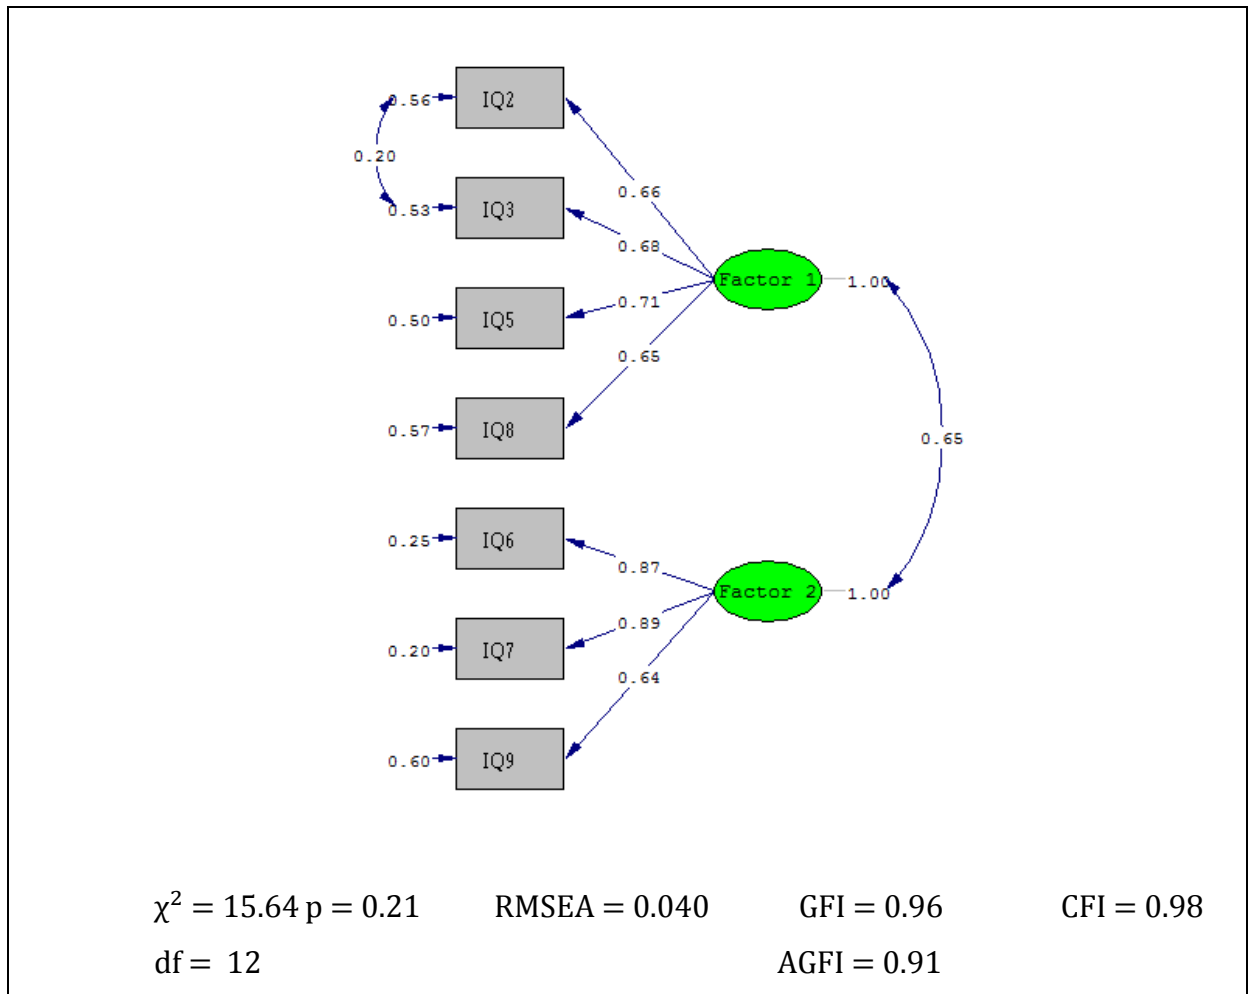 0.56 IQ2
0.20
0.66
0.53 IQ3
0.68
Factor 1 1.00
0.50 IQ5
0.71
0.65
0.57 IQ8
0.65
0.25 IQ6
0.87
Factor 2 1.00
0.89
0.20 IQ7
0.64
0.60 IQ9
χ² = 15.64 p = 0.21 RMSEA = 0.040 GFI = 0.96 CFI = 0.98
df = 12 AGFI = 0.91